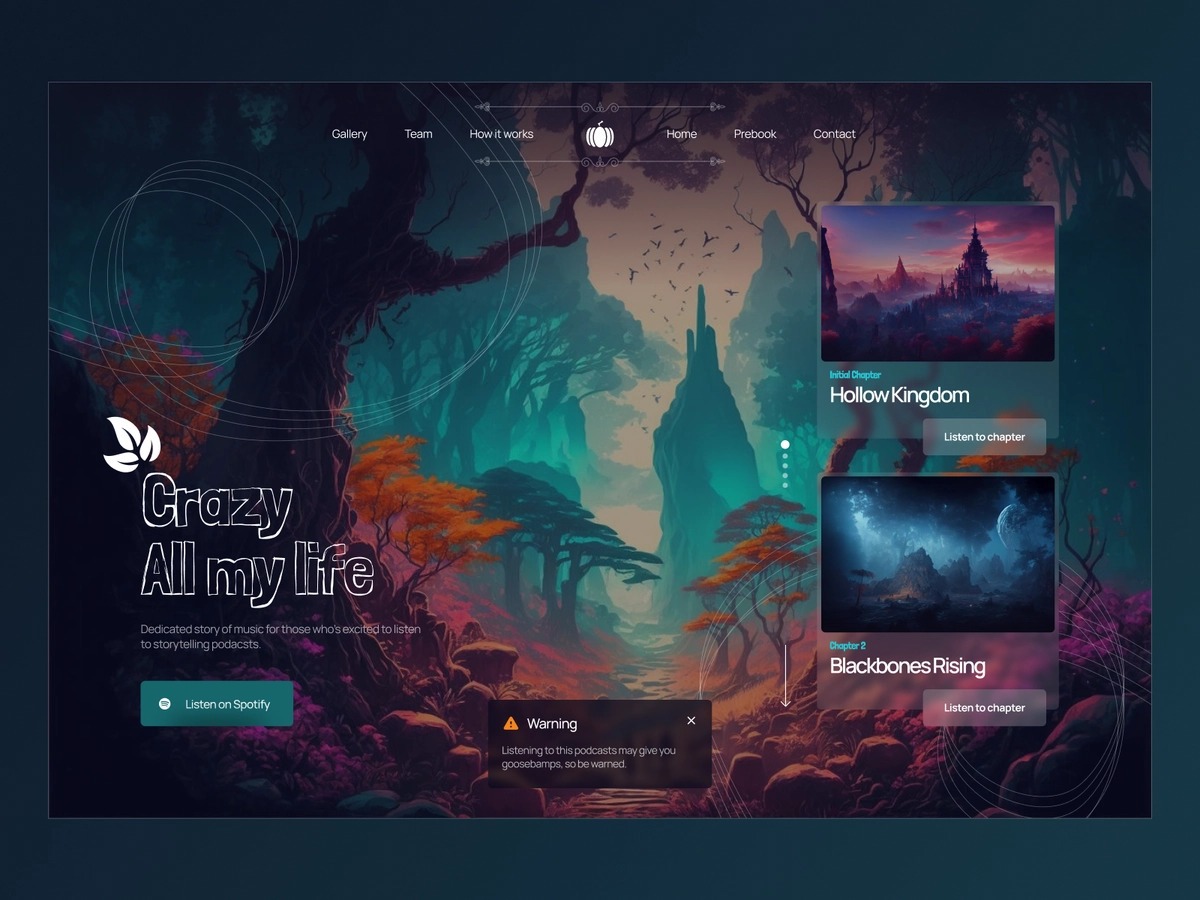 Gallery
Team
How it works
Home
Prebook
Contact
Crazy
All my life
Dedicated story of music for those who's excited to listen
to storytelling podacsts.
Listen on Spotify
Initial Chapter
Hollow Kingdom
Listen to chapter
Chapter 2
Blackbones Rising
Listen to chapter
Warning
Listening to this podcasts may give you
goosebamps, so be warned.